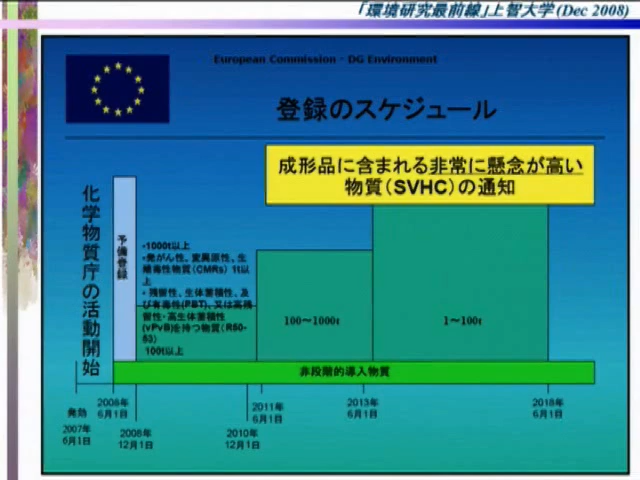 「環境研究最前線」上智大学(Dec 2008)
European Commission - DG Environment
登録のスケジュール
成形品に含まれる非常に懸念が高い
物質(SVHC)の通知
化学物質庁の活動開始
予備登録
・1000t以上
・発がん性、変異原性、生
殖毒性物質(CMRs) 1t以
上
・残留性、生体蓄積性、及
び有毒性(PBT)、又は高残
留性・高生体蓄積性
(vPvB)を持つ物質(R50-
53)
100t以上
100～1000t
1～100t
非段階的導入物質
発効
2007年
6月1日
2008年
6月1日
2008年
12月1日
2010年
12月1日
2011年
6月1日
2013年
6月1日
2018年
6月1日